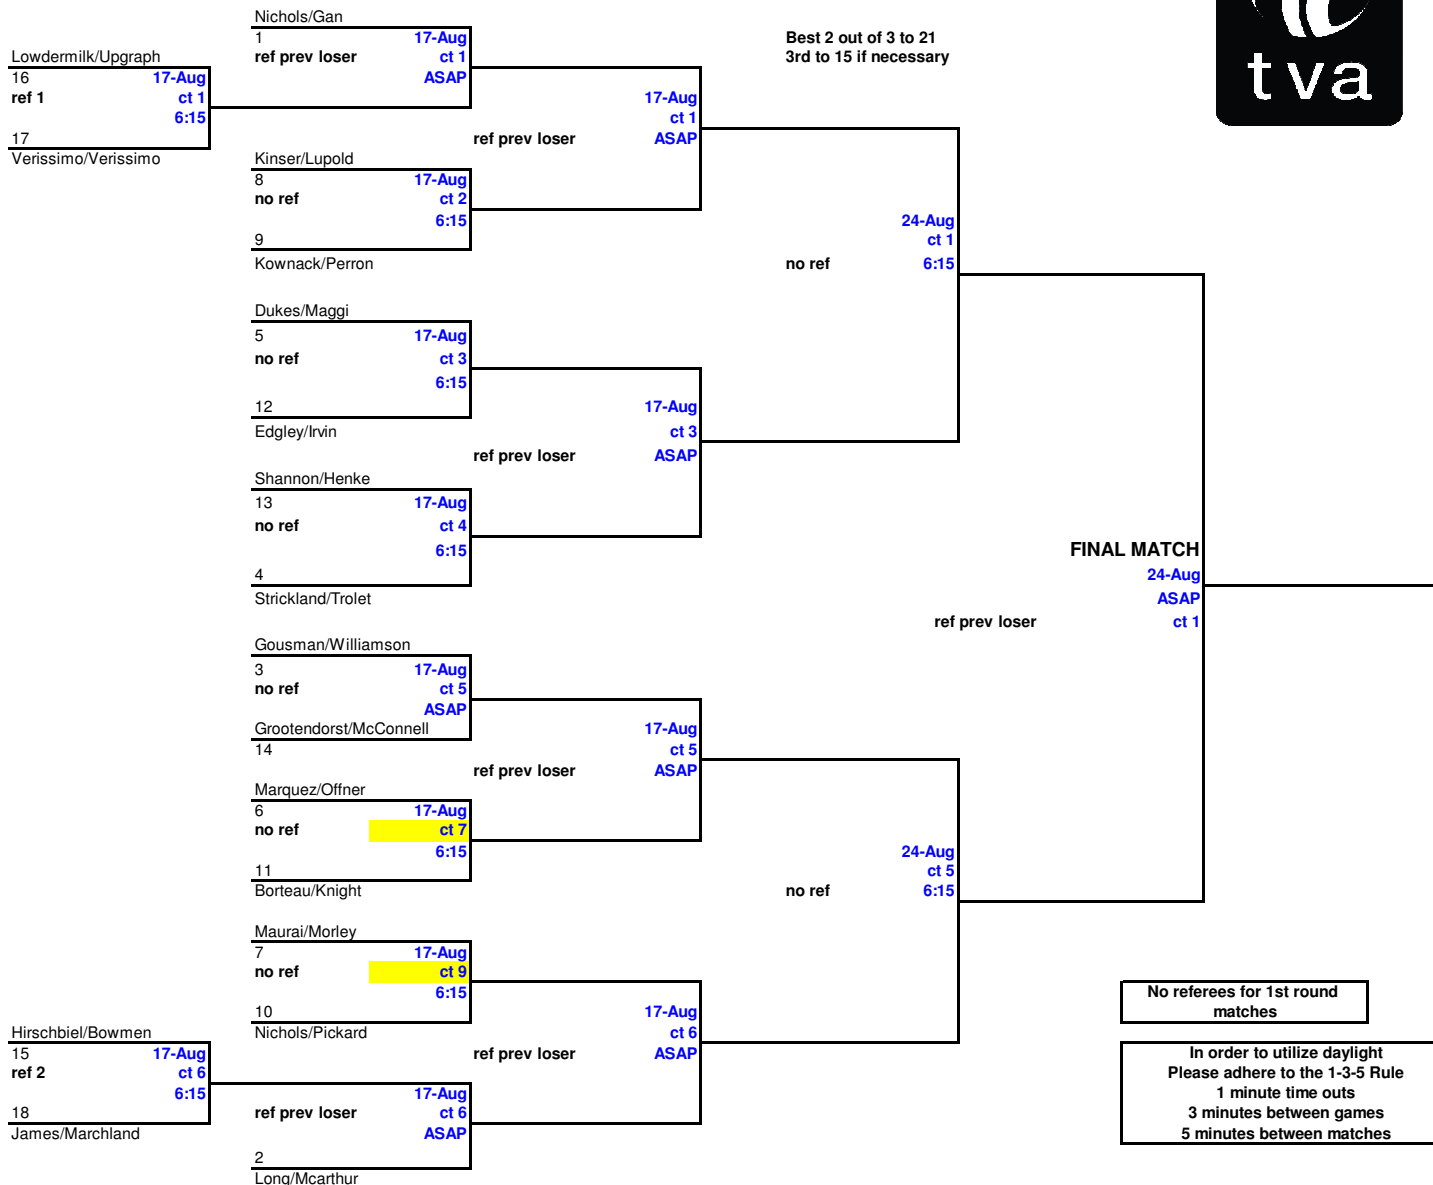 Nichols/Gan
1 17-Aug
ref prev loser ct 1
ASAP
Best 2 out of 3 to 21
3rd to 15 if necessary
tva
Lowdermilk/Upgraph
16 17-Aug
ref 1 ct 1
6:15
17
Verissimo/Verissimo
17-Aug
ct 1
ref prev loser ASAP
Kinser/Lupold
8 17-Aug
no ref ct 2
6:15
9
Kownack/Perron
24-Aug
ct 1
no ref 6:15
Dukes/Maggi
5 17-Aug
no ref ct 3
6:15
12
Edgley/Irvin
17-Aug
ct 3
ref prev loser ASAP
Shannon/Henke
13 17-Aug
no ref ct 4
6:15
4
Strickland/Trolet
FINAL MATCH
24-Aug
ASAP
ref prev loser ct 1
Gousman/Williamson
3 17-Aug
no ref ct 5
ASAP
Grootendorst/McConnell
14
17-Aug
ct 5
ref prev loser ASAP
Marquez/Offner
6 17-Aug
no ref ct 7
6:15
11
Borteau/Knight
24-Aug
ct 5
no ref 6:15
Maurai/Morley
7 17-Aug
no ref ct 9
6:15
10
Nichols/Pickard
17-Aug
ct 6
ref prev loser ASAP
Hirschbiel/Bowmen
15 17-Aug
ref 2 ct 6
6:15
18
James/Marchland
17-Aug
ref prev loser ct 6
ASAP
2
Long/Mcarthur
No referees for 1st round
matches
In order to utilize daylight
Please adhere to the 1-3-5 Rule
1 minute time outs
3 minutes between games
5 minutes between matches